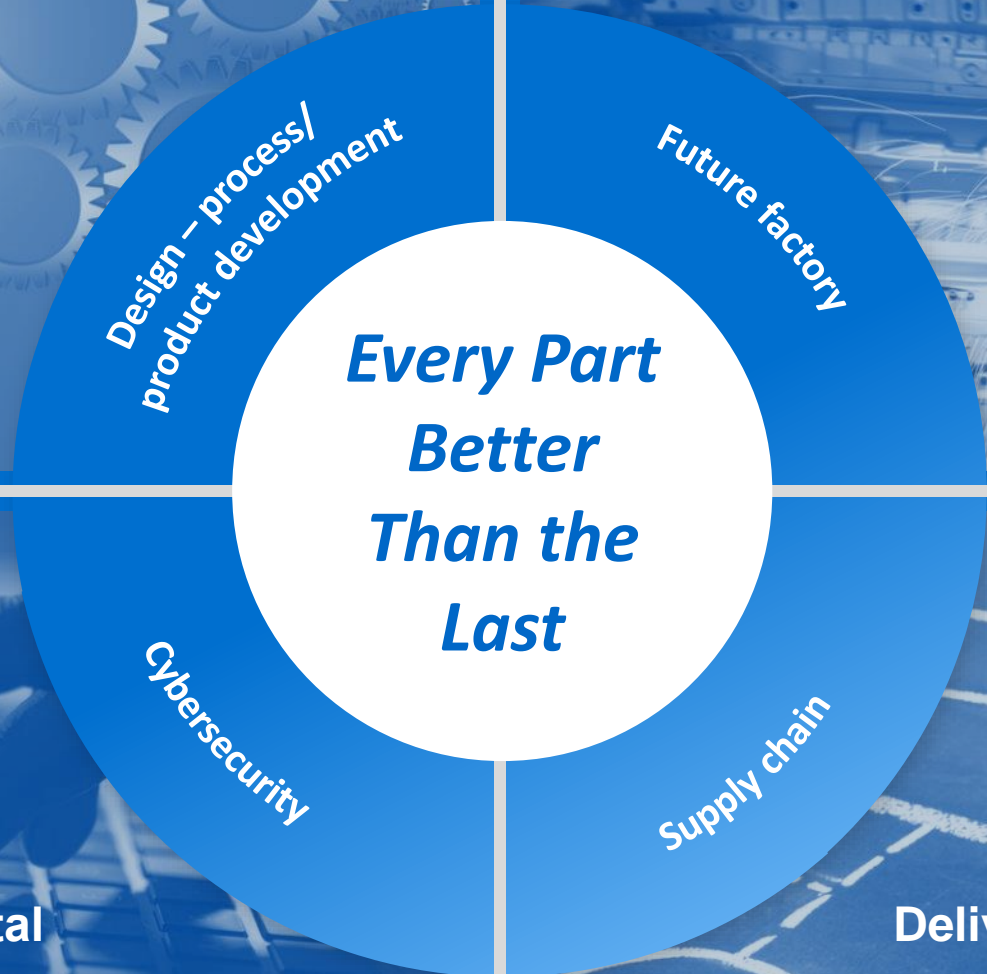 Design – process/
product development
Future factory
Every Part
Better
Than the
Last
Cybersecurity
Supply chain